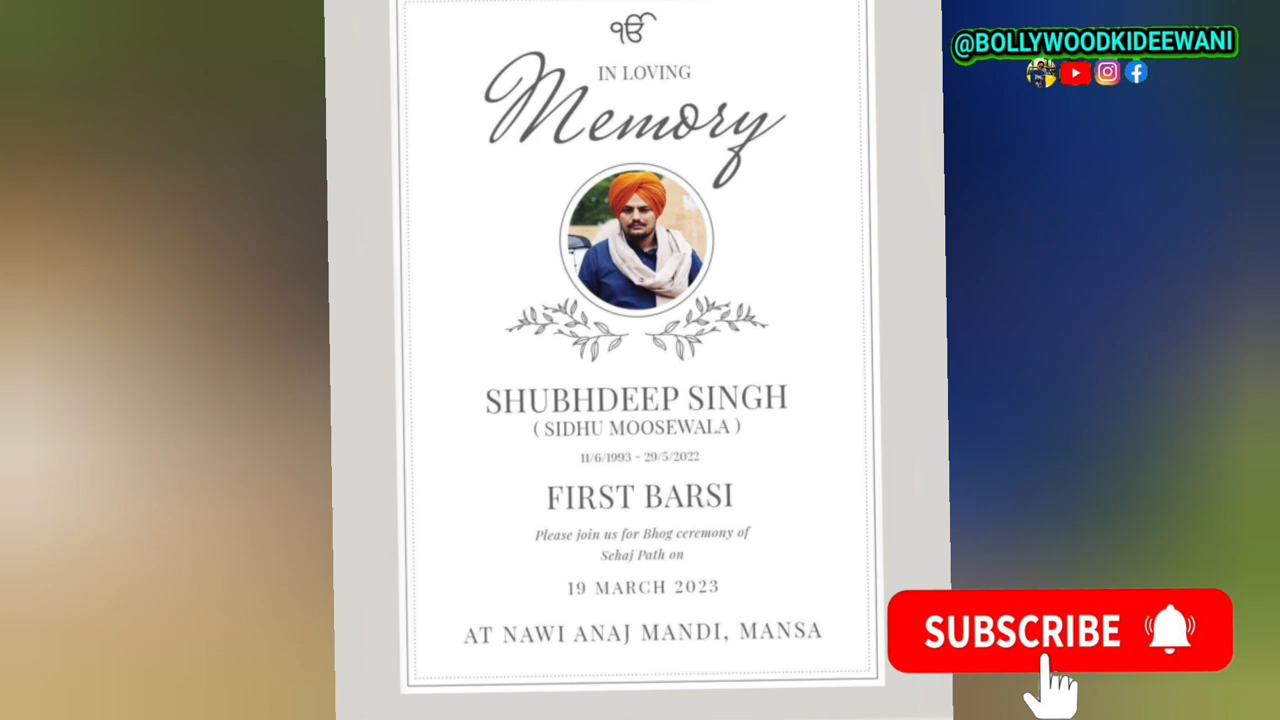 @BOLLYWOODKIDEEWANI
ੴ
IN LOVING
Memory
SHUBHDEEP SINGH
( SIDHU MOOSEWALA )
11/6/1993 - 29/5/2022
FIRST BARSI
Please join us for Bhog ceremony of
Sehaj Path on
19 MARCH 2023
AT NAWI ANAJ MANDI, MANSA
SUBSCRIBE